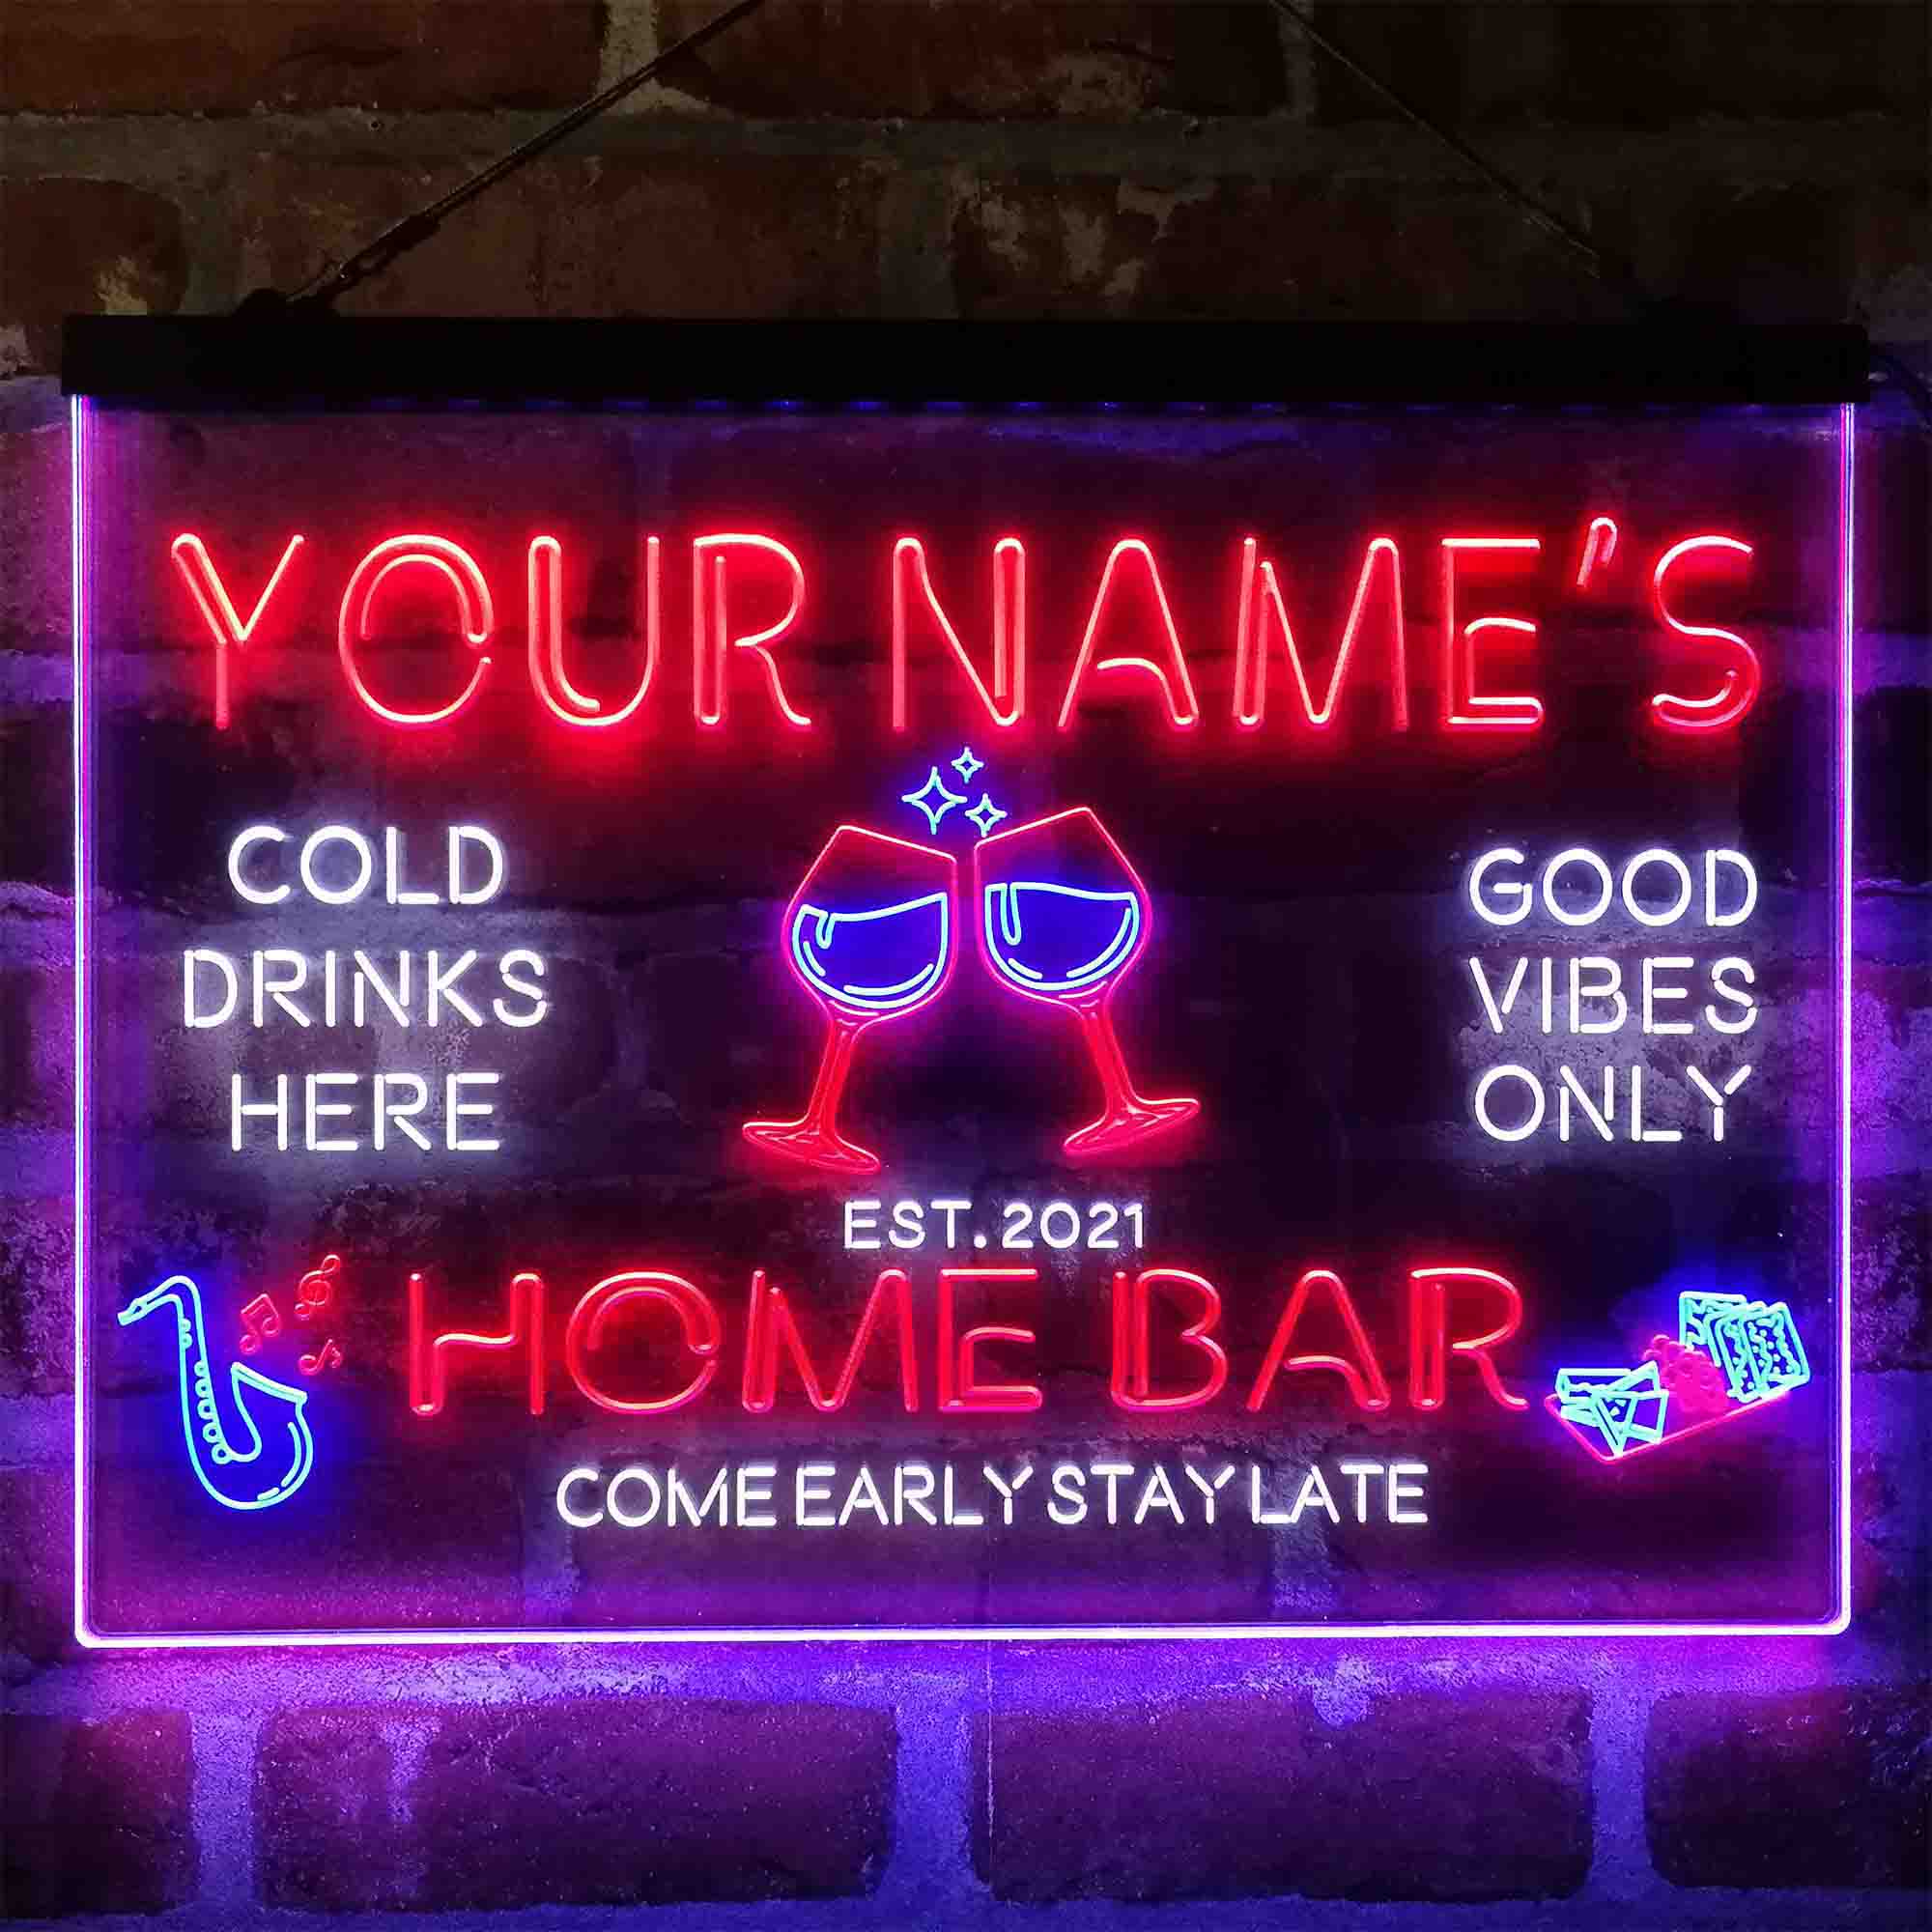 YOUR NAME'S
COLD
DRINKS
HERE
GOOD
VIBES
ONLY
EST.2021
HOME BAR
COME EARLY STAY LATE